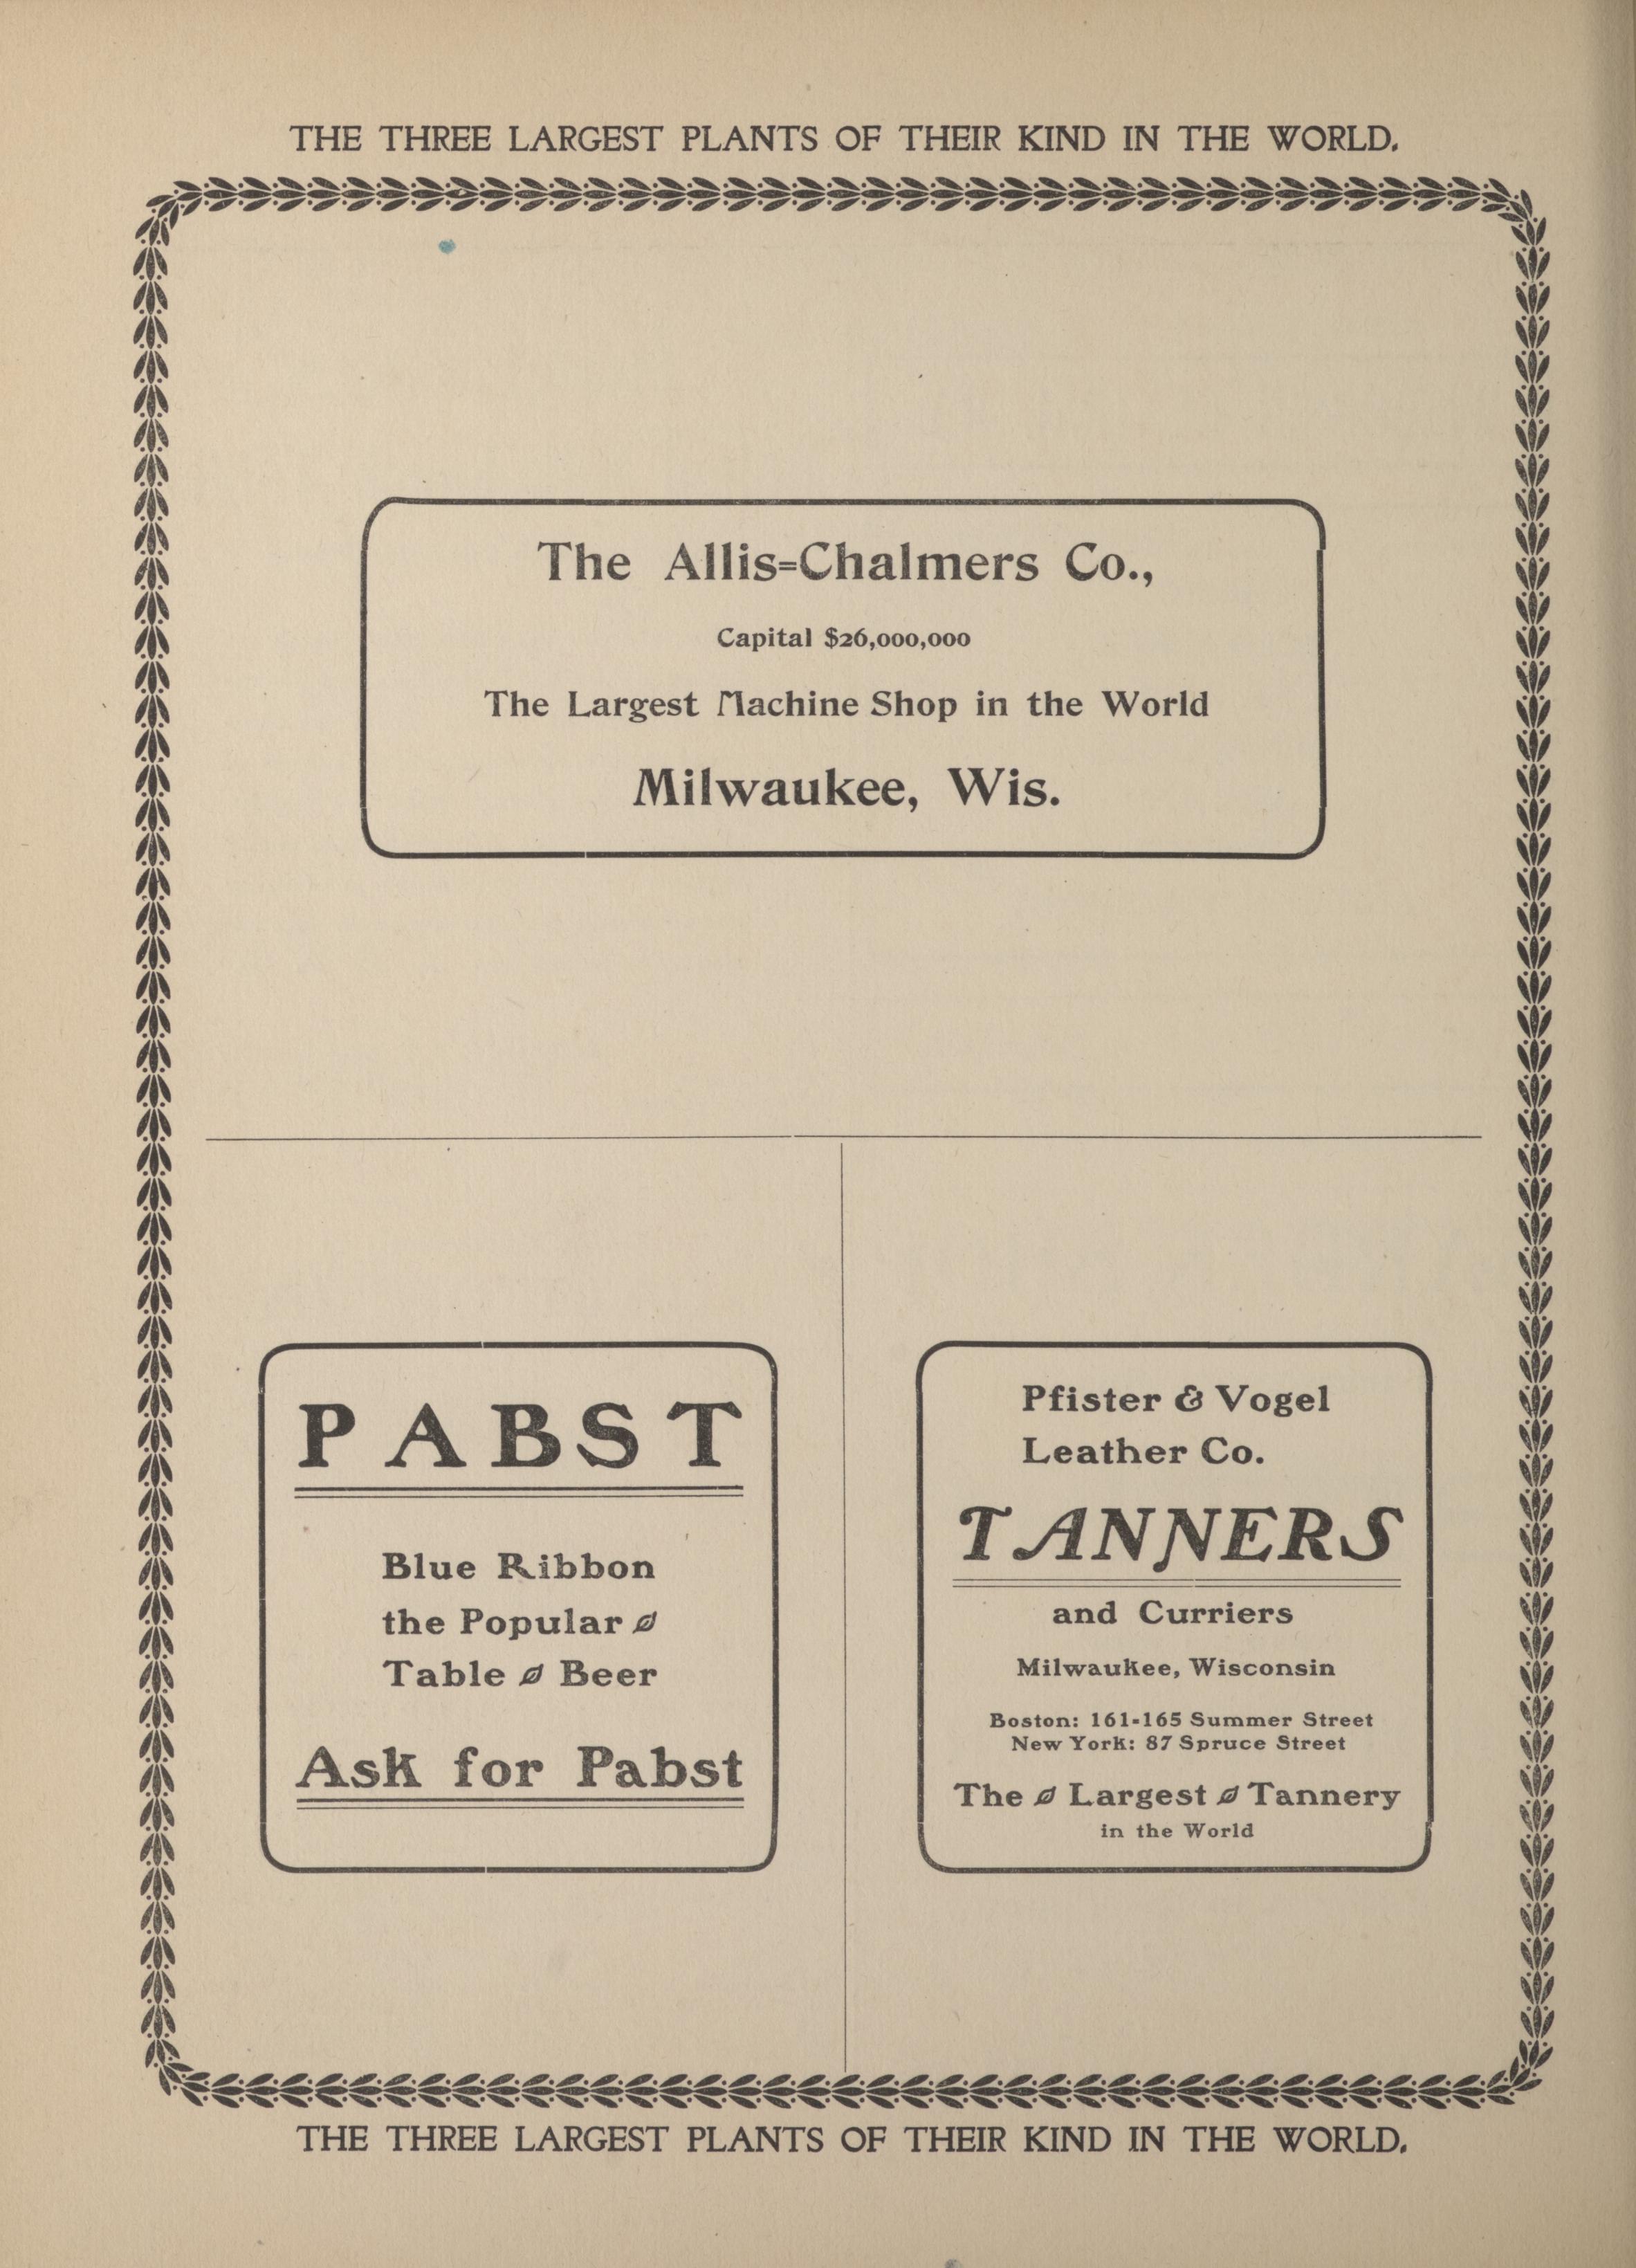 THE THREE LARGEST PLANTS OF THEIR KIND IN THE WORLD.
The Allis=Chalmers Co.,
Capital $26,000,000
The Largest Machine Shop in the World
Milwaukee, Wis.
PABST
Blue Ribbon
the Popular
Table Beer
Ask for Pabst
Pfister & Vogel
Leather Co.
TANNERS
and Curriers
Milwaukee, Wisconsin
Boston: 161-165 Summer Street
New York: 87 Spruce Street
The Largest Tannery
in the World
THE THREE LARGEST PLANTS OF THEIR KIND IN THE WORLD.